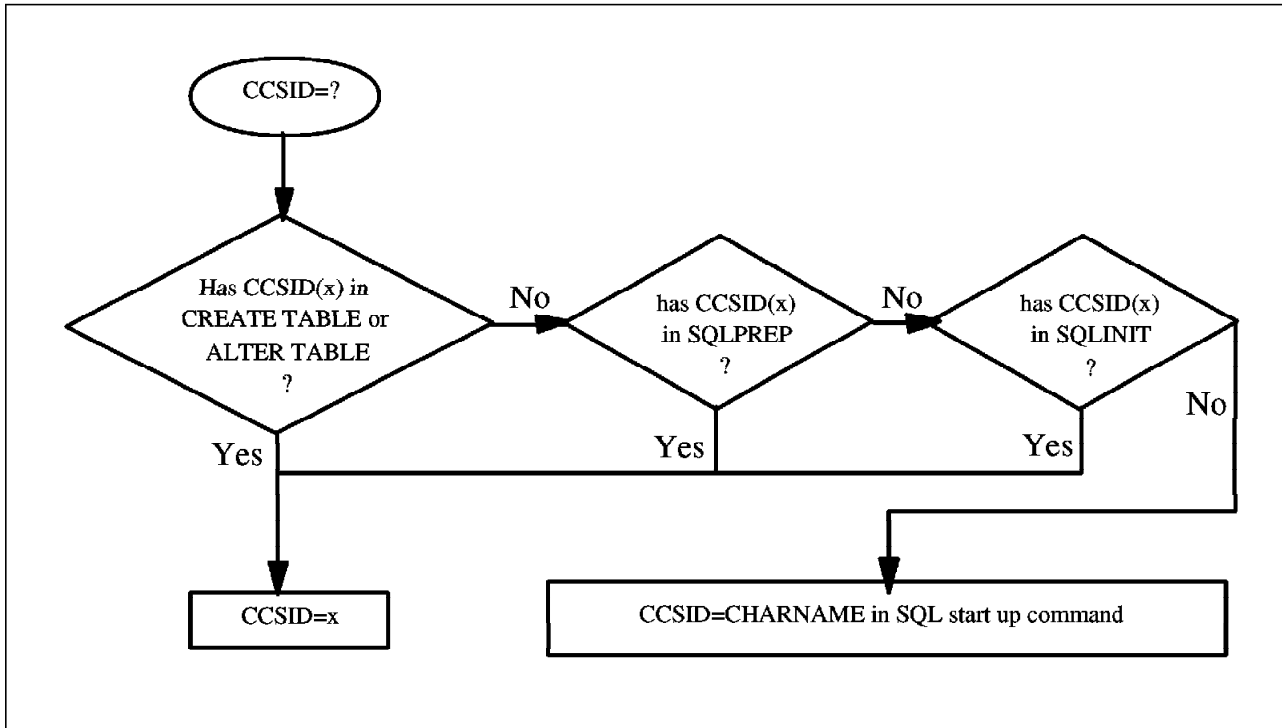 CCSID=?
Has CCSID(x) in
CREATE TABLE or
ALTER TABLE
?
No
has CCSID(x)
in SQLPREP
?
No
has CCSID(x)
in SQLINIT
?
No
Yes
Yes
Yes
CCSID=x
CCSID=CHARNAME in SQL start up command